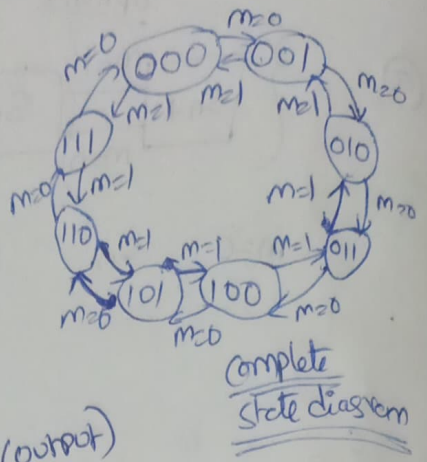 m=0
m=0
000
001
m=1
m=1
m=1
m=0
111
010
m=1
m=1
m=0
m=0
110
m=1
m=1
m=1
011
101
100
m=0
m=0
m=0
complete
state diagram
(output)